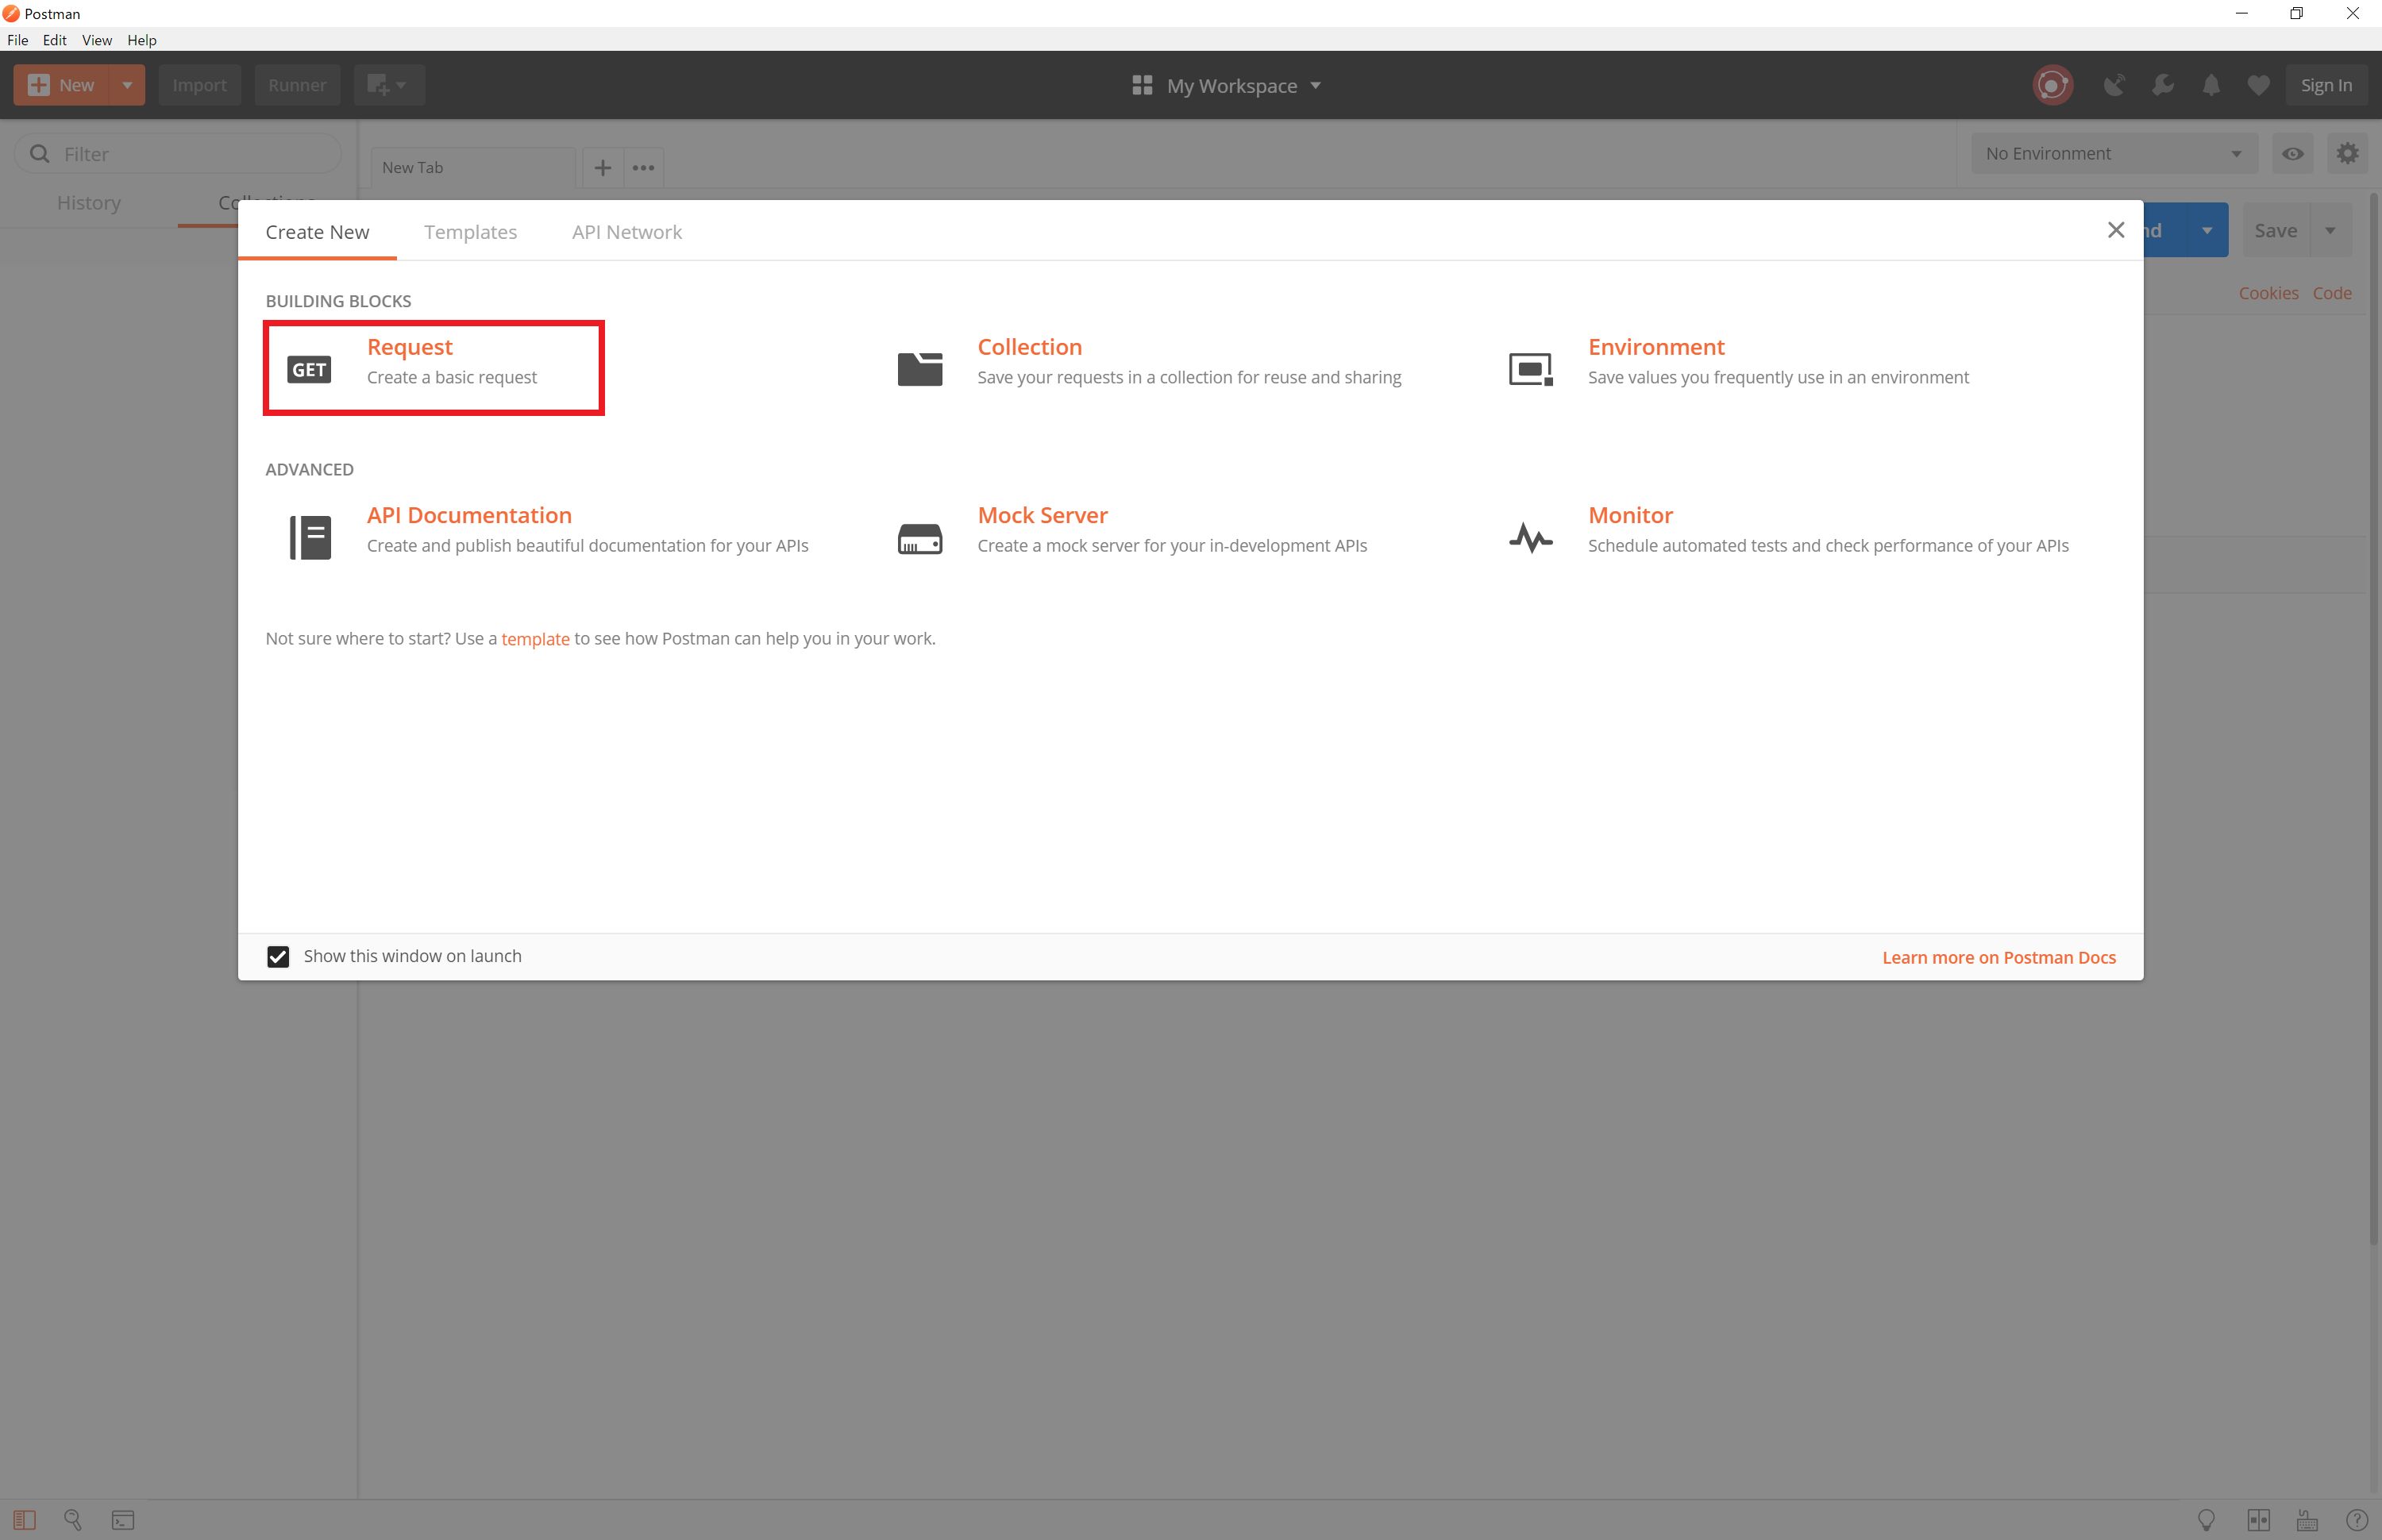 Postman
File Edit View Help
New Import Runner My Workspace Sign In
Filter
New Tab
No Environment
History
Create New Templates API Network
nd Save
Cookies Code
BUILDING BLOCKS
GET
Request
Create a basic request
Collection
Save your requests in a collection for reuse and sharing
Environment
Save values you frequently use in an environment
ADVANCED
API Documentation
Create and publish beautiful documentation for your APIs
Mock Server
Create a mock server for your in-development APIs
Monitor
Schedule automated tests and check performance of your APIs
Not sure where to start? Use a template to see how Postman can help you in your work.
Show this window on launch
Learn more on Postman Docs